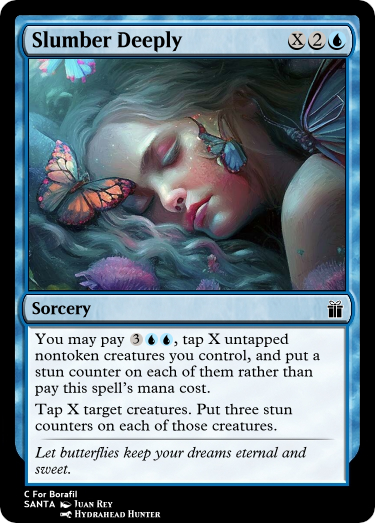 Slumber Deeply X 2
Sorcery
You may pay 3, tap X untapped
nontoken creatures you control, and put a
stun counter on each of them rather than
pay this spell's mana cost.
Tap X target creatures. Put three stun
counters on each of those creatures.
Let butterflies keep your dreams eternal and
sweet.
C For Borafil
SANTA Juan Rey
Hydrahead Hunter